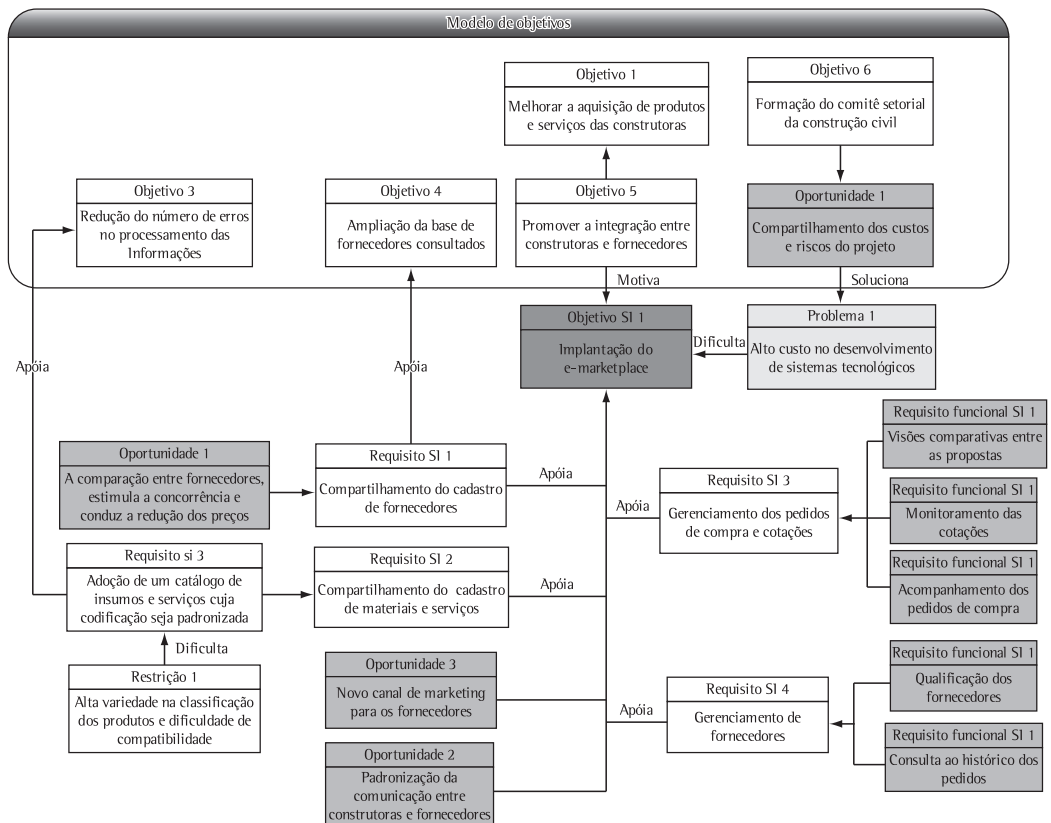 Modelo de objetivos
Objetivo 1
Melhorar a aquisição de produtos
e serviços das construtoras
Objetivo 6
Formação do comitê setorial
da construção civil
Objetivo 3
Redução do número de erros
no processamento das
Informações
Objetivo 4
Ampliação da base de
fornecedores consultados
Objetivo 5
Promover a integração entre
construtoras e fornecedores
Oportunidade 1
Compartilhamento dos custos
e riscos do projeto
Motiva
Soluciona
Objetivo SI 1
Implantação do
e-marketplace
Dificulta
Problema 1
Alto custo no desenvolvimento
de sistemas tecnológicos
Apóia
Apóia
Oportunidade 1
A comparação entre fornecedores,
estimula a concorrência e
conduz a redução dos preços
Requisito SI 1
Compartilhamento do cadastro
de fornecedores
Apóia
Apóia
Requisito SI 3
Gerenciamento dos pedidos
de compra e cotações
Requisito funcional SI 1
Visões comparativas entre
as propostas
Requisito funcional SI 1
Monitoramento das
cotações
Requisito funcional SI 1
Acompanhamento dos
pedidos de compra
Requisito si 3
Adoção de um catálogo de
insumos e serviços cuja
codificação seja padronizada
Requisito SI 2
Compartilhamento do cadastro
de materiais e serviços
Apóia
Dificulta
Restrição 1
Alta variedade na classificação
dos produtos e dificuldade de
compatibilidade
Oportunidade 3
Novo canal de marketing
para os fornecedores
Apóia
Requisito SI 4
Gerenciamento de
fornecedores
Requisito funcional SI 1
Qualificação dos
fornecedores
Requisito funcional SI 1
Consulta ao histórico dos
pedidos
Oportunidade 2
Padronização da
comunicação entre
construtoras e fornecedores